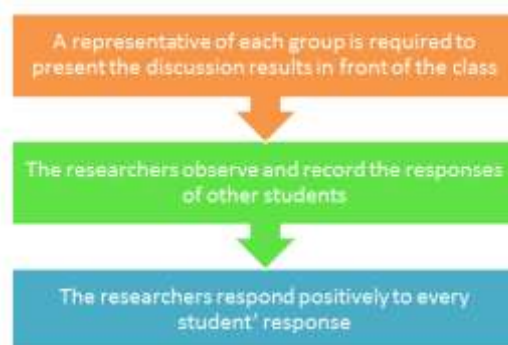 A representative of each group is required to
present the discussion results in front of the class
The researchers observe and record the responses
of other students
The researchers respond positively to every
student' response